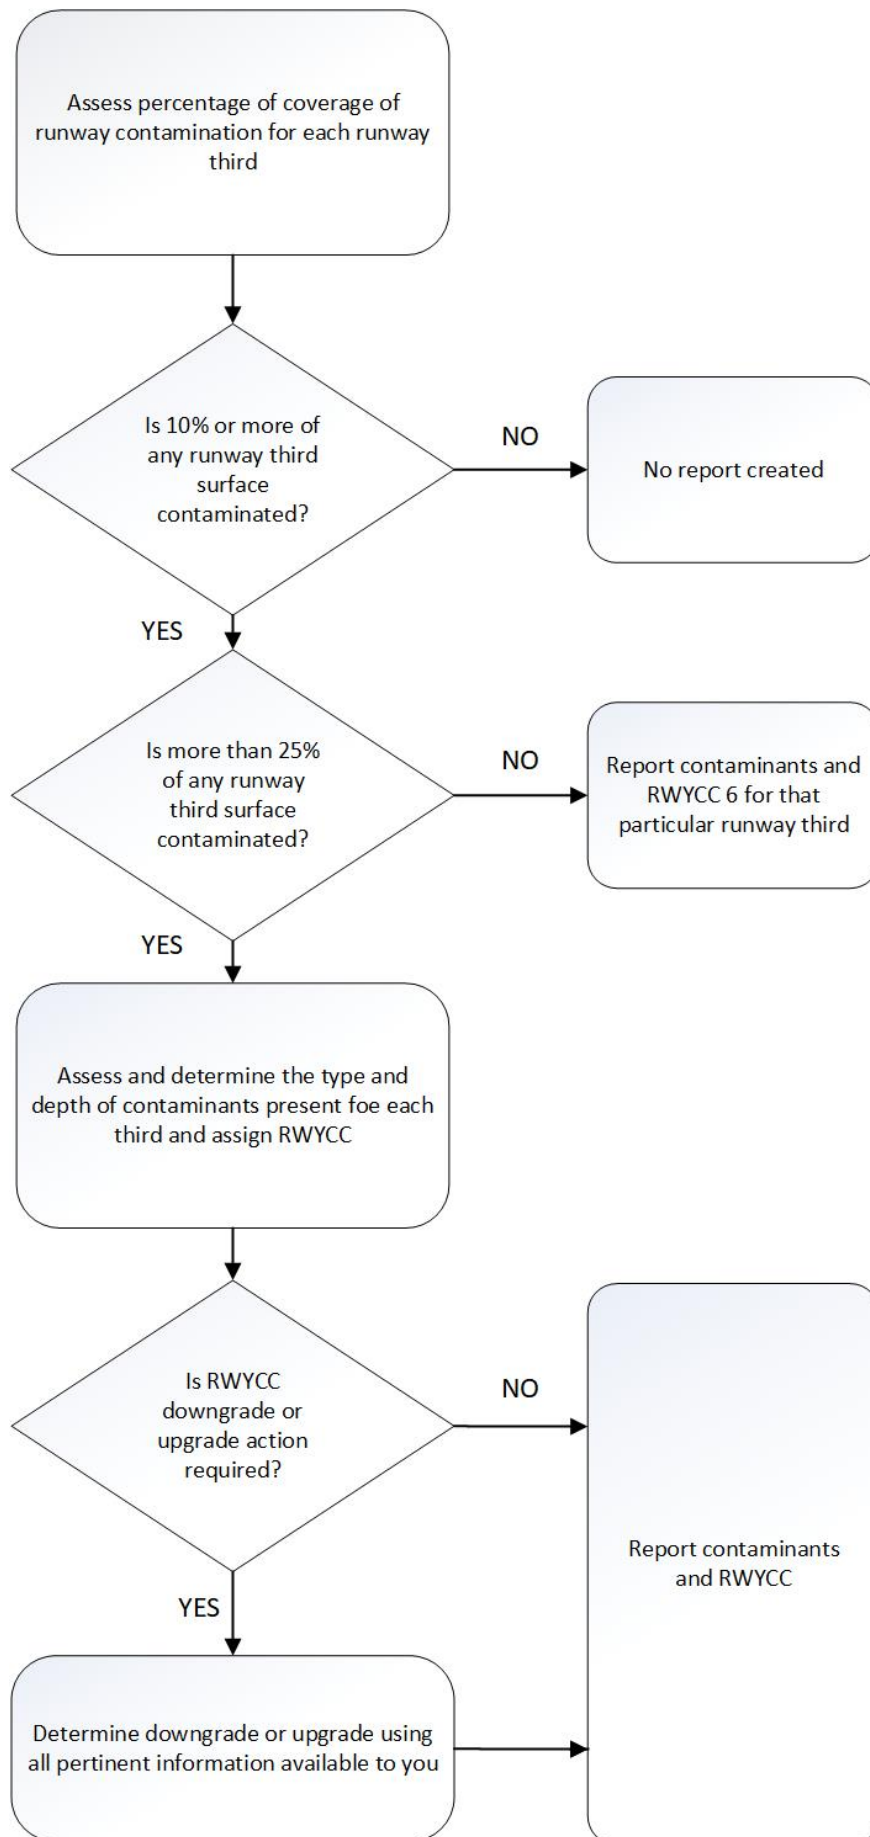 Assess percentage of coverage of
runway contamination for each runway
third
Is 10% or more of
any runway third
surface
contaminated?
NO
No report created
YES
Is more than 25%
of any runway
third surface
contaminated?
NO
Report contaminants and
RWYCC 6 for that
particular runway third
YES
Assess and determine the type and
depth of contaminants present foe each
third and assign RWYCC
Is RWYCC
downgrade or
upgrade action
required?
NO
Report contaminants
and RWYCC
YES
Determine downgrade or upgrade using
all pertinent information available to you